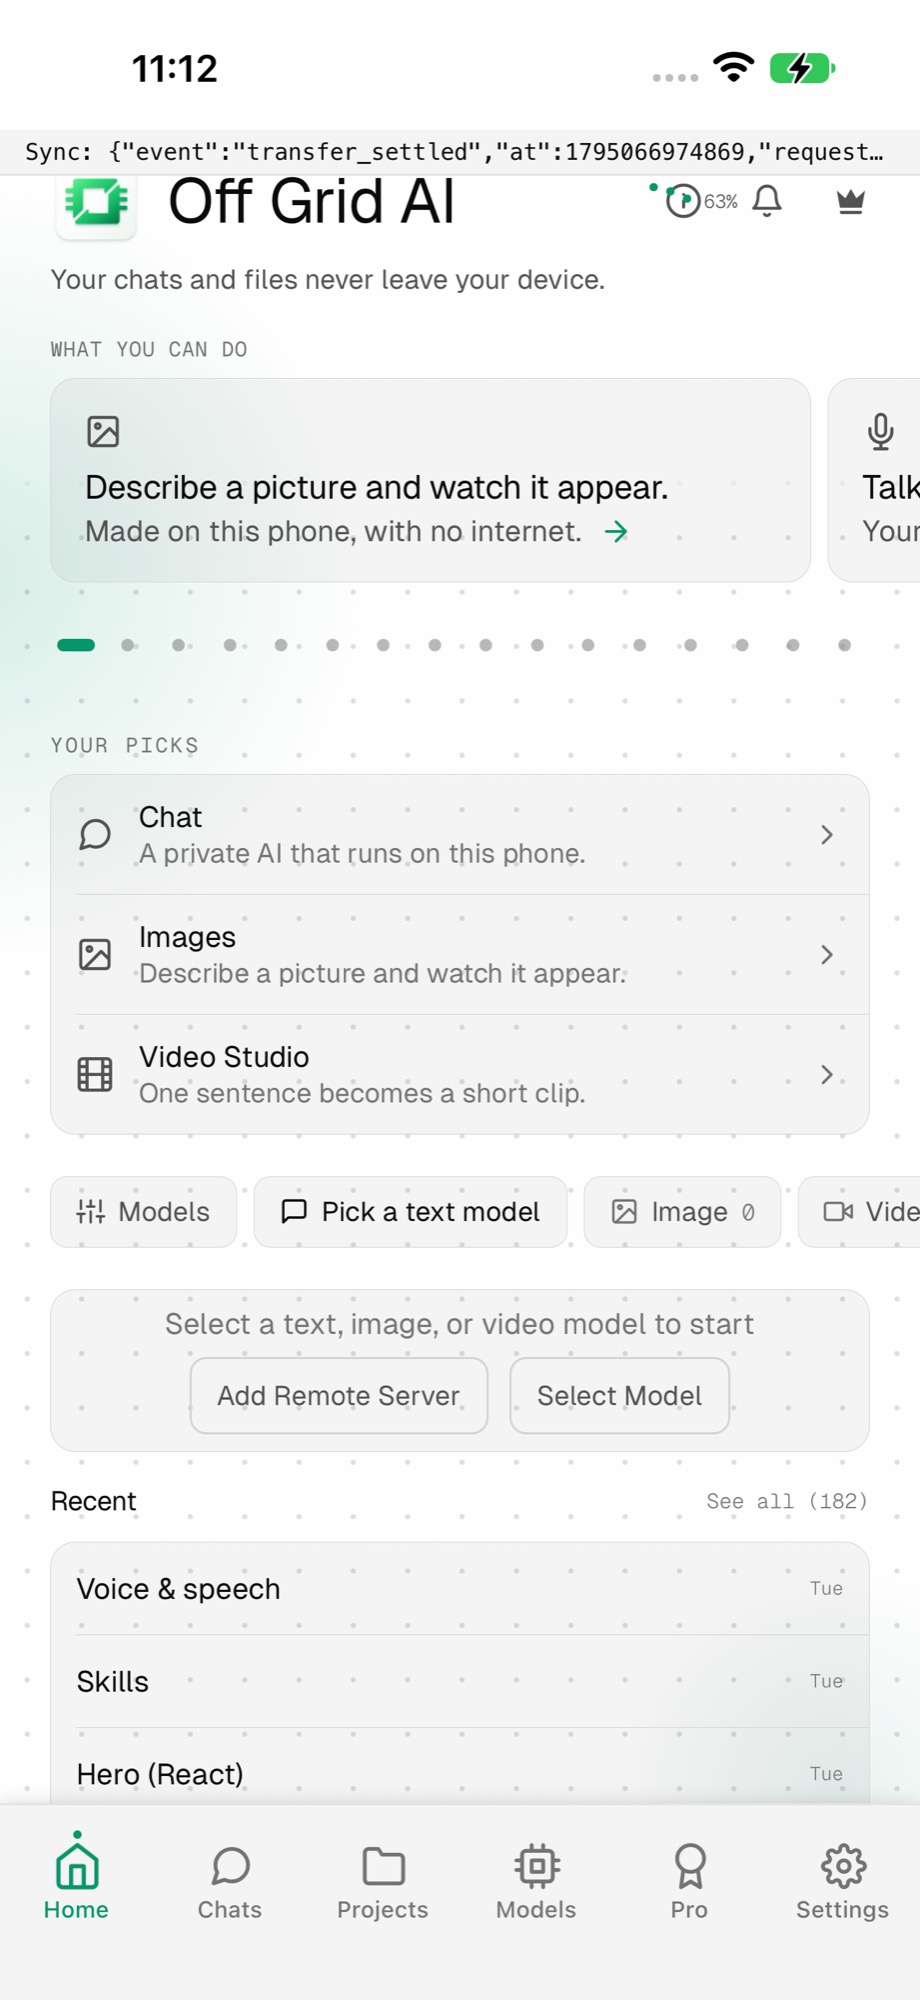 11:12
Sync: {"event":"transfer_settled","at":1795066974869,"request…
Off Grid AI
63%
Your chats and files never leave your device.
WHAT YOU CAN DO
Describe a picture and watch it appear.
Made on this phone, with no internet. →
Talk
Your
YOUR PICKS
Chat
A private AI that runs on this phone.
Images
Describe a picture and watch it appear.
Video Studio
One sentence becomes a short clip.
Models
Pick a text model
Image 0
Vide
Select a text, image, or video model to start
Add Remote Server
Select Model
Recent
See all (182)
Voice & speech
Tue
Skills
Tue
Hero (React)
Tue
Home
Chats
Projects
Models
Pro
Settings